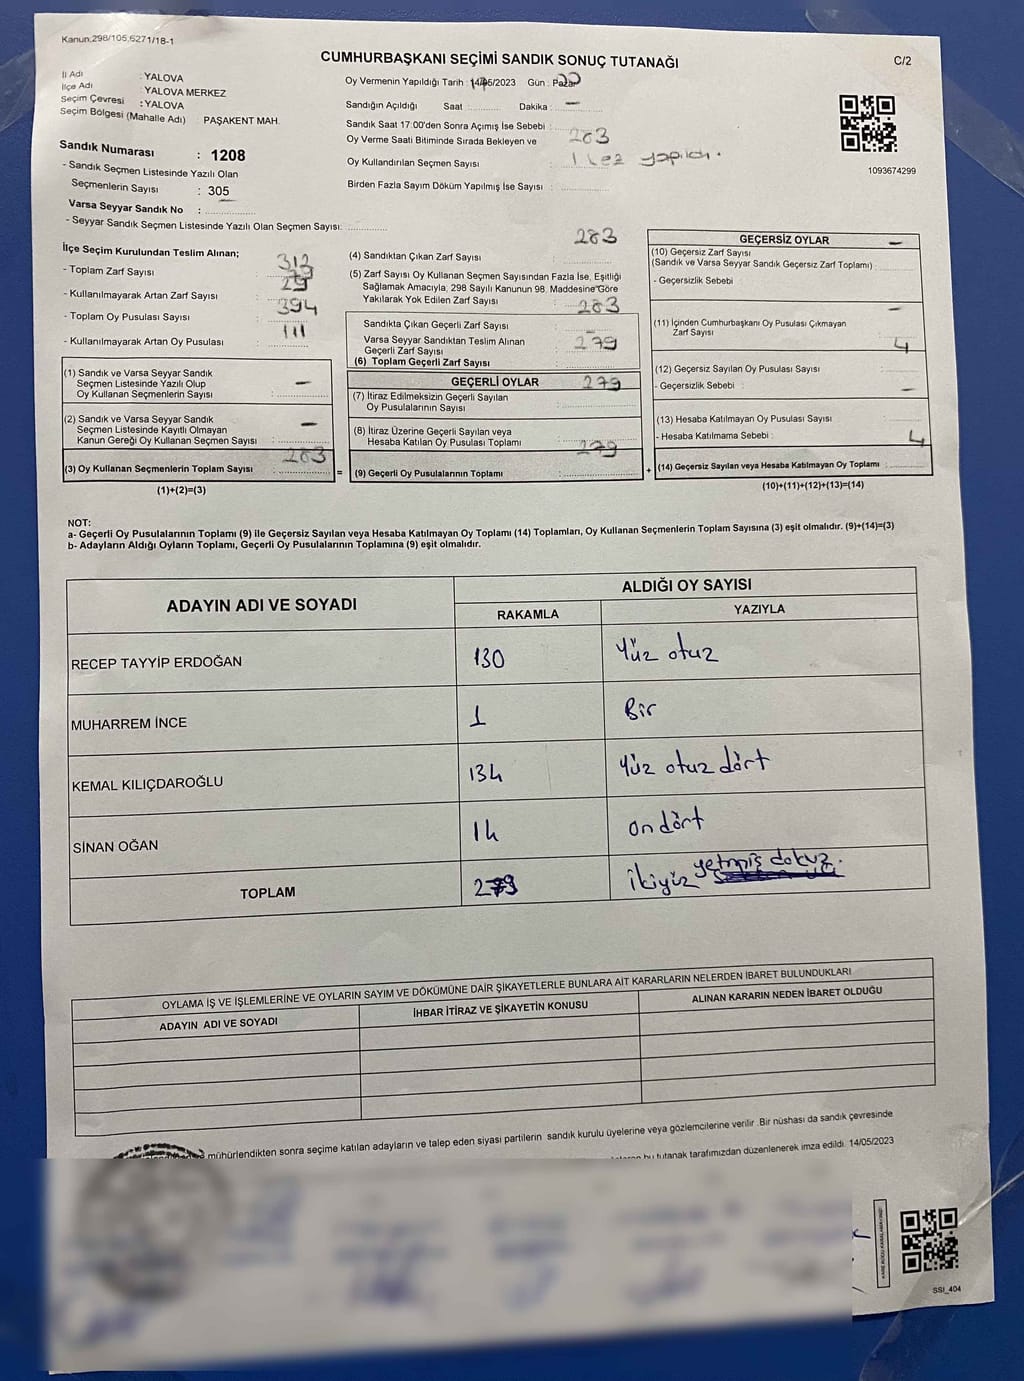 Kanun.298/105,6271/18-1
CUMHURBAŞKANI SEÇİMİ SANDIK SONUÇ TUTANAĞI
C/2
İl Adı : YALOVA
İlçe Adı : YALOVA MERKEZ
Seçim Çevresi : YALOVA
Seçim Bölgesi (Mahalle Adı) : PAŞAKENT MAH.
Sandık Numarası : 1208
- Sandık Seçmen Listesinde Yazılı Olan
Seçmenlerin Sayısı : 305
Varsa Seyyar Sandık No :
- Seyyar Sandık Seçmen Listesinde Yazılı Olan Seçmen Sayısı:
Oy Vermenin Yapıldığı Tarih : 14/05/2023 Gün : Pazar
Sandığın Açıldığı Saat : Dakika : —
Sandık Saat 17:00'den Sonra Açımış İse Sebebi :
Oy Verme Saati Bitiminde Sırada Bekleyen ve : 283
Oy Kullandırılan Seçmen Sayısı
1 kez yapıldı.
Birden Fazla Sayım Döküm Yapılmış İse Sayısı :
1093674299
İlçe Seçim Kurulundan Teslim Alınan;
- Toplam Zarf Sayısı : 312
- Kullanılmayarak Artan Zarf Sayısı : 29
- Toplam Oy Pusulası Sayısı : 394
- Kullanılmayarak Artan Oy Pusulası : 111
(1) Sandık ve Varsa Seyyar Sandık
Seçmen Listesinde Yazılı Olup
Oy Kullanan Seçmenlerin Sayısı : —
(2) Sandık ve Varsa Seyyar Sandık
Seçmen Listesinde Kayıtlı Olmayan
Kanun Gereği Oy Kullanan Seçmen Sayısı : —
283
(3) Oy Kullanan Seçmenlerin Toplam Sayısı : =
(1)+(2)=(3)
283
(4) Sandıktan Çıkan Zarf Sayısı :
(5) Zarf Sayısı Oy Kullanan Seçmen Sayısından Fazla İse, Eşitliği
Sağlamak Amacıyla, 298 Sayılı Kanunun 98. Maddesine Göre
Yakılarak Yok Edilen Zarf Sayısı : 283
Sandıkta Çıkan Geçerli Zarf Sayısı : —
Varsa Seyyar Sandıktan Teslim Alınan
Geçerli Zarf Sayısı : 279
(6) Toplam Geçerli Zarf Sayısı :
GEÇERLİ OYLAR
279
(7) İtiraz Edilmeksizin Geçerli Sayılan
Oy Pusulalarının Sayısı :
(8) İtiraz Üzerine Geçerli Sayılan veya
Hesaba Katılan Oy Pusulası Toplamı :
279
(9) Geçerli Oy Pusulalarının Toplamı : +
GEÇERSİZ OYLAR —
(10) Geçersiz Zarf Sayısı
(Sandık ve Varsa Seyyar Sandık Geçersiz Zarf Toplamı) :
- Geçersizlik Sebebi :
—
(11) İçinden Cumhurbaşkanı Oy Pusulası Çıkmayan
Zarf Sayısı :
4
(12) Geçersiz Sayılan Oy Pusulası Sayısı :
- Geçersizlik Sebebi : —
(13) Hesaba Katılmayan Oy Pusulası Sayısı :
- Hesaba Katılmama Sebebi : 4
(14) Geçersiz Sayılan veya Hesaba Katılmayan Oy Toplamı :
(10)+(11)+(12)+(13)=(14)
NOT:
a- Geçerli Oy Pusulalarının Toplamı (9) ile Geçersiz Sayılan veya Hesaba Katılmayan Oy Toplamı (14) Toplamları, Oy Kullanan Seçmenlerin Toplam Sayısına (3) eşit olmalıdır. (9)+(14)=(3)
b- Adayların Aldığı Oyların Toplamı, Geçerli Oy Pusulalarının Toplamına (9) eşit olmalıdır.
ADAYIN ADI VE SOYADI ALDIĞI OY SAYISI
RAKAMLA YAZIYLA
RECEP TAYYİP ERDOĞAN 130 Yüz otuz
MUHARREM İNCE 1 Bir
KEMAL KILIÇDAROĞLU 134 Yüz otuz dört
SİNAN OĞAN 14 on dört
TOPLAM 279 İkiyüz yetmiş dokuz.
OYLAMA İŞ VE İŞLEMLERİNE VE OYLARIN SAYIM VE DÖKÜMÜNE DAİR ŞİKAYETLERLE BUNLARA AİT KARARLARIN NELERDEN İBARET BULUNDUKLARI
ADAYIN ADI VE SOYADI İHBAR İTİRAZ VE ŞİKAYETİN KONUSU ALINAN KARARIN NEDEN İBARET OLDUĞU
mühürlendikten sonra seçime katılan adayların ve talep eden siyasi partilerin sandık kurulu üyelerine veya gözlemcilerine verilir. Bir nüshası da sandık çevresinde
bu tutanak tarafımızdan düzenlenerek imza edildi. 14/05/2023
SSI_404